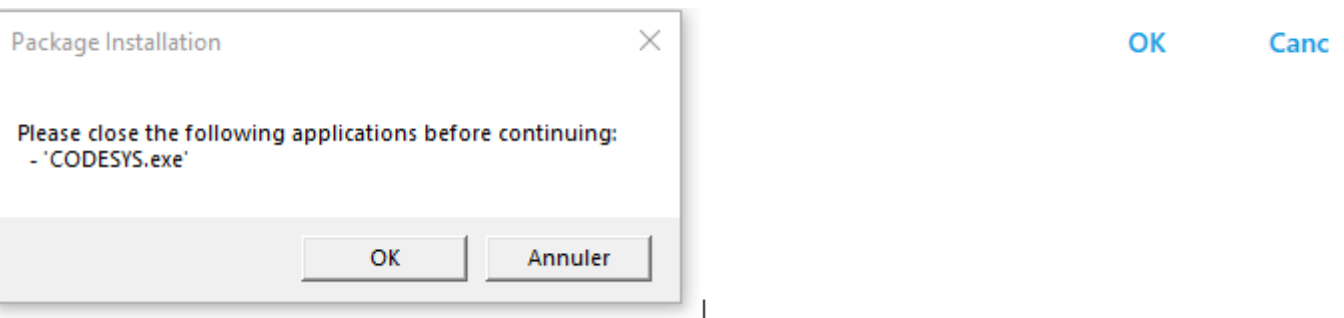 Package Installation
OK Canc
Please close the following applications before continuing:
- 'CODESYS.exe'
OK Annuler